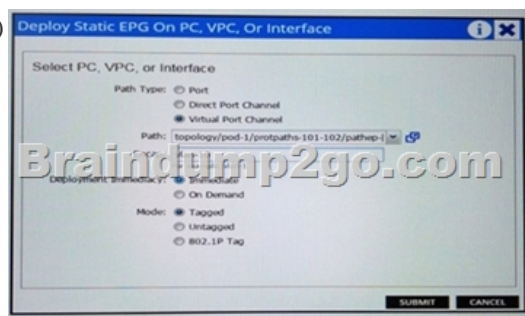 )
Deploy Static EPG On PC, VPC, Or Interface
Select PC, VPC, or Interface
Path Type: Port
Direct Port Channel
Virtual Port Channel
Path: topology/pod-1/protpaths-101-102/pathep-[
Braindump2go.com
Deployment Immediacy: Immediate
On Demand
Mode: Tagged
Untagged
802.1P Tag
SUBMIT CANCEL